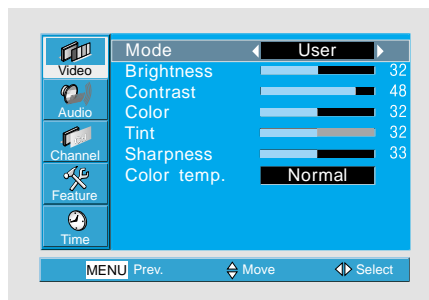 Video
Audio
Channel
Feature
Time
Mode User
Brightness 32
Contrast 48
Color 32
Tint 32
Sharpness 33
Color temp. Normal
MENU Prev. Move Select